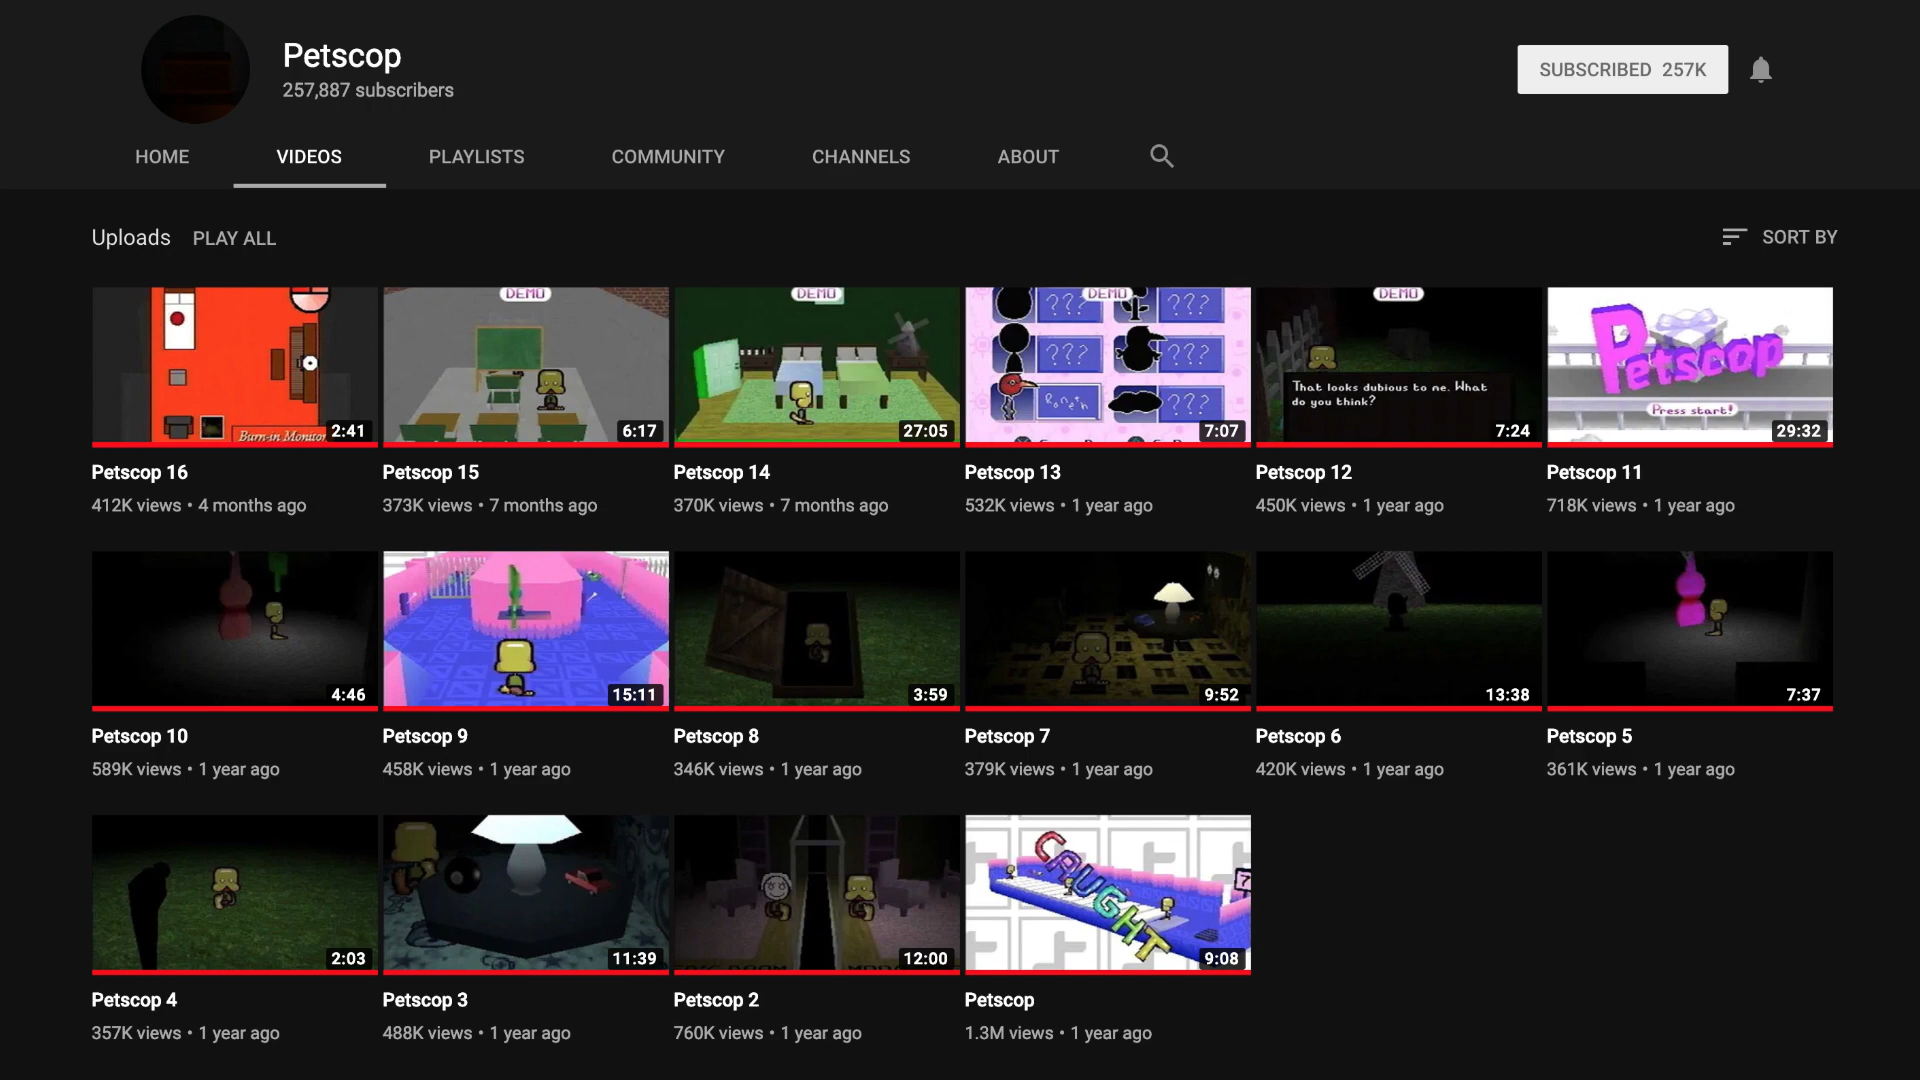 Petscop
257,887 subscribers
SUBSCRIBED 257K
HOME VIDEOS PLAYLISTS COMMUNITY CHANNELS ABOUT
Uploads PLAY ALL SORT BY
Burn-in Monitor 2:41
DEMO 6:17
DEMO 27:05
??? DEMO ???
??? ???
Roneth ???
7:07
DEMO
That looks dubious to me. What
do you think?
7:24
Petscop
Press start!
29:32
Petscop 16 Petscop 15 Petscop 14 Petscop 13 Petscop 12 Petscop 11
412K views • 4 months ago 373K views • 7 months ago 370K views • 7 months ago 532K views • 1 year ago 450K views • 1 year ago 718K views • 1 year ago
4:46 15:11 3:59 9:52 13:38 7:37
Petscop 10 Petscop 9 Petscop 8 Petscop 7 Petscop 6 Petscop 5
589K views • 1 year ago 458K views • 1 year ago 346K views • 1 year ago 379K views • 1 year ago 420K views • 1 year ago 361K views • 1 year ago
CAUGHT 7
2:03 11:39 12:00 9:08
Petscop 4 Petscop 3 Petscop 2 Petscop
357K views • 1 year ago 488K views • 1 year ago 760K views • 1 year ago 1.3M views • 1 year ago